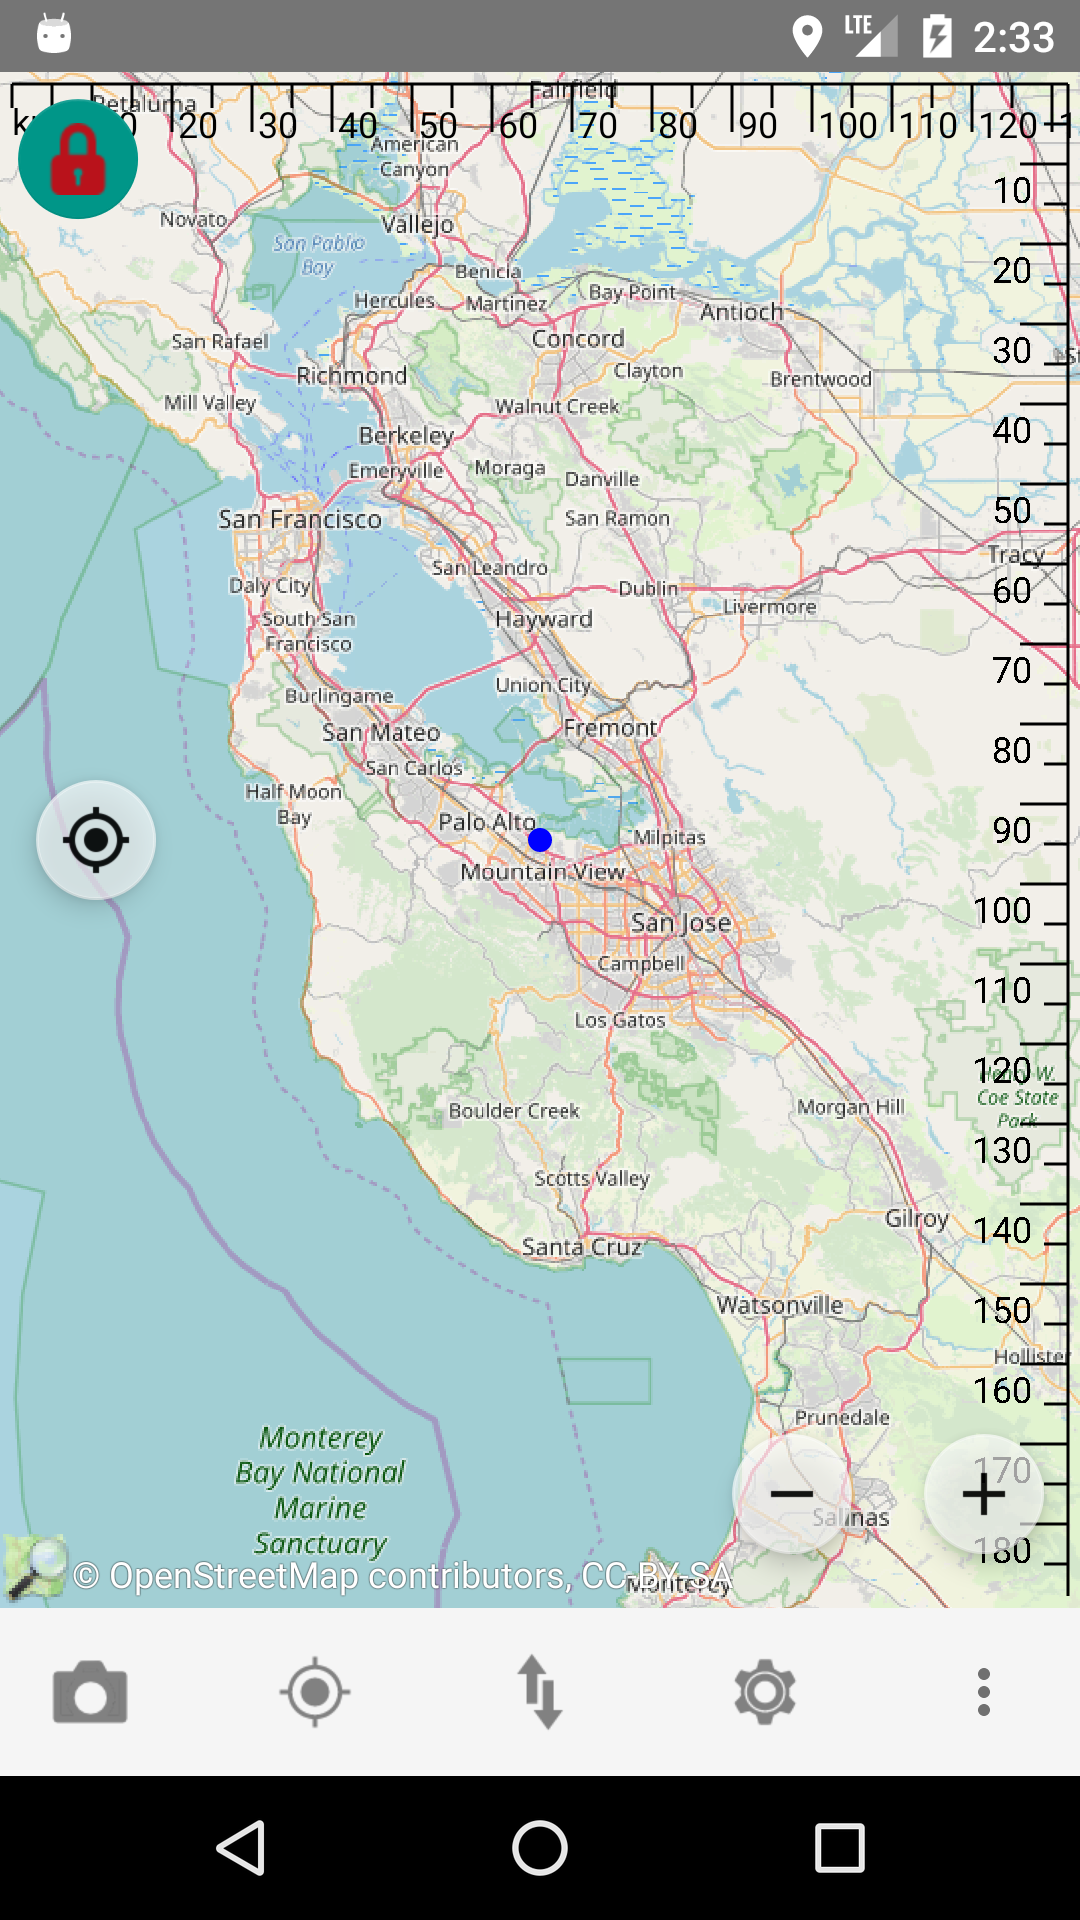 LTE 2:33
Fairfield
Petaluma
20 30 40 50 60 70 80 90 100 110 120
American
Canyon
10
Novato
Vallejo
San Pablo
Bay
Benicia
20
Hercules
Martinez
Bay Point
Antioch
San Rafael
Concord
30
Richmond
Clayton
Brentwood
Mill Valley
Walnut Creek
Berkeley
40
Emeryville
Moraga
Danville
San Francisco
San Ramon
50
Tracy
San Leandro
Daly City
Dublin
60
Livermore
South San
Francisco
Hayward
70
Union City
Burlingame
San Mateo
Fremont
80
San Carlos
Half Moon
Bay
Palo Alto
Milpitas
90
Mountain View
San Jose
100
Campbell
110
Los Gatos
120
Henry W.
Coe State
Park
Boulder Creek
Morgan Hill
130
Scotts Valley
Gilroy
140
Santa Cruz
Watsonville
150
Hollister
160
Prunedale
Monterey
Bay National
Marine
Sanctuary
170
Salinas
180
© OpenStreetMap contributors, CC BY-SA
Monterey